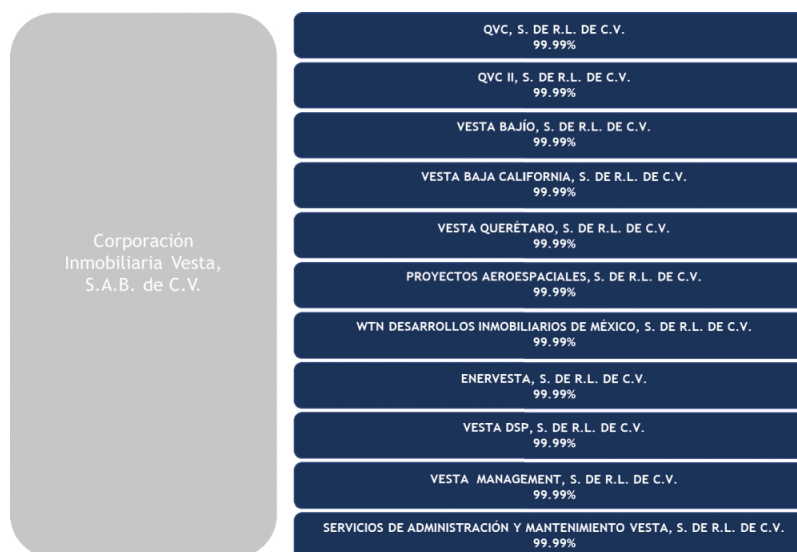 Corporación
Inmobiliaria Vesta,
S.A.B. de C.V.
QVC, S. DE R.L. DE C.V.
99.99%
QVC II, S. DE R.L. DE C.V.
99.99%
VESTA BAJÍO, S. DE R.L. DE C.V.
99.99%
VESTA BAJA CALIFORNIA, S. DE R.L. DE C.V.
99.99%
VESTA QUERÉTARO, S. DE R.L. DE C.V.
99.99%
PROYECTOS AEROESPACIALES, S. DE R.L. DE C.V.
99.99%
WTN DESARROLLOS INMOBILIARIOS DE MÉXICO, S. DE R.L. DE C.V.
99.99%
ENERVESTA, S. DE R.L. DE C.V.
99.99%
VESTA DSP, S. DE R.L. DE C.V.
99.99%
VESTA MANAGEMENT, S. DE R.L. DE C.V.
99.99%
SERVICIOS DE ADMINISTRACIÓN Y MANTENIMIENTO VESTA, S. DE R.L. DE C.V.
99.99%